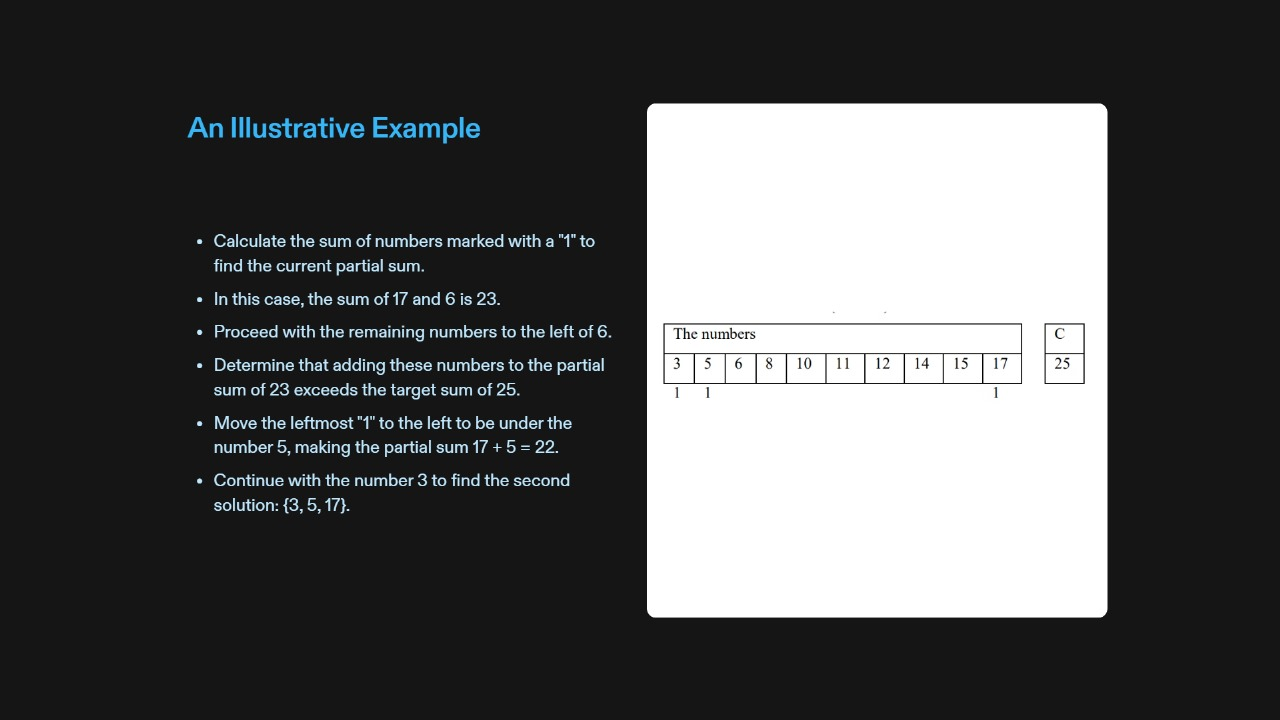 An Illustrative Example
• Calculate the sum of numbers marked with a "1" to
find the current partial sum.
• In this case, the sum of 17 and 6 is 23.
• Proceed with the remaining numbers to the left of 6.
• Determine that adding these numbers to the partial
sum of 23 exceeds the target sum of 25.
• Move the leftmost "1" to the left to be under the
number 5, making the partial sum 17 + 5 = 22.
• Continue with the number 3 to find the second
solution: {3, 5, 17}.
The numbers C
3 5 6 8 10 11 12 14 15 17 25
1 1 1